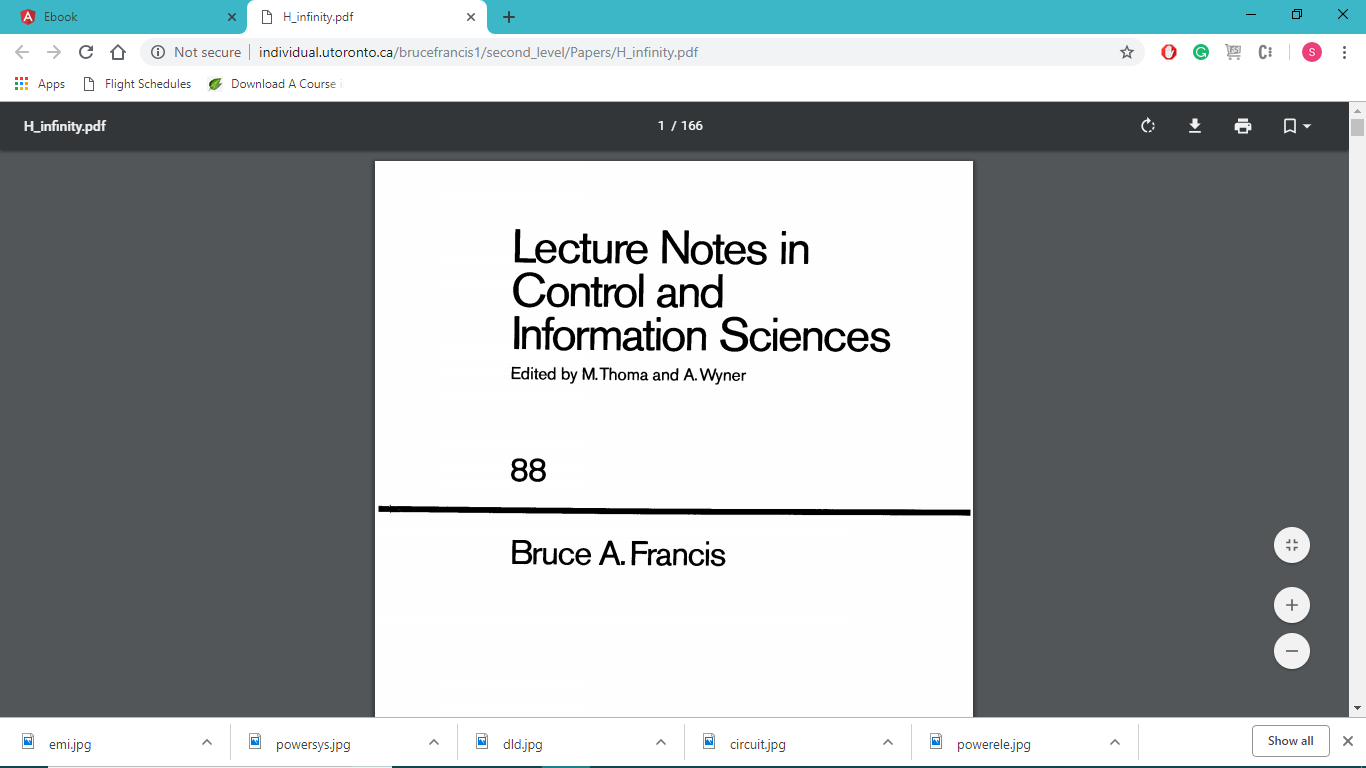 Ebook
H_infinity.pdf
Not secure
individual.utoronto.ca/brucefrancis1/second_level/Papers/H_infinity.pdf
S
Apps
Flight Schedules
Download A Course
H_infinity.pdf
1 / 166
Lecture Notes in
Control and
Information Sciences
Edited by M. Thoma and A. Wyner
88
Bruce A. Francis
emi.jpg
powersys.jpg
dld.jpg
circuit.jpg
powerele.jpg
Show all